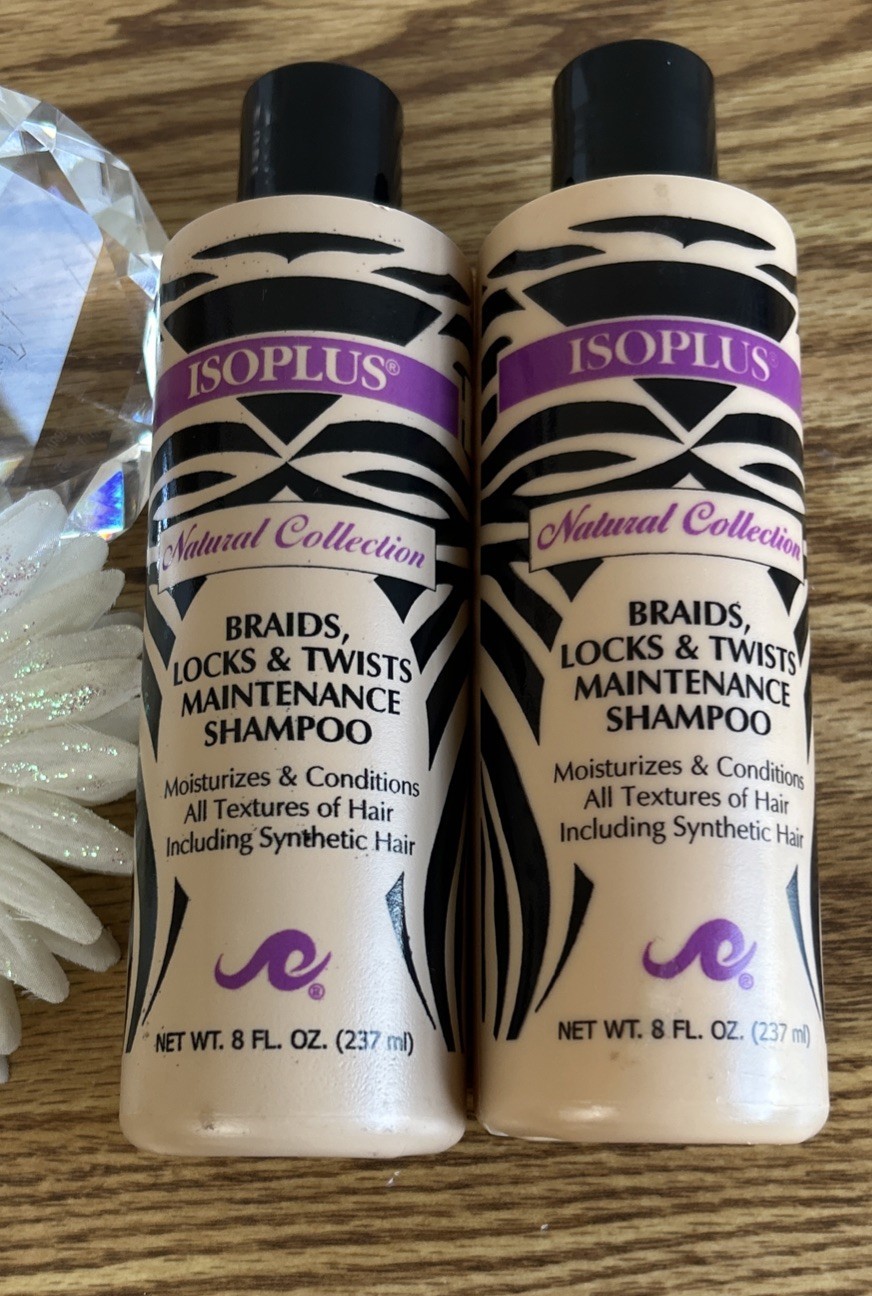 ISOPLUS®
Natural Collection
BRAIDS,
LOCKS & TWISTS
MAINTENANCE
SHAMPOO
Moisturizes & Conditions
All Textures of Hair
Including Synthetic Hair
®
NET WT. 8 FL. OZ. (237 ml)
ISOPLUS®
Natural Collection
BRAIDS,
LOCKS & TWISTS
MAINTENANCE
SHAMPOO
Moisturizes & Conditions
All Textures of Hair
Including Synthetic Hair
®
NET WT. 8 FL. OZ. (237 ml)